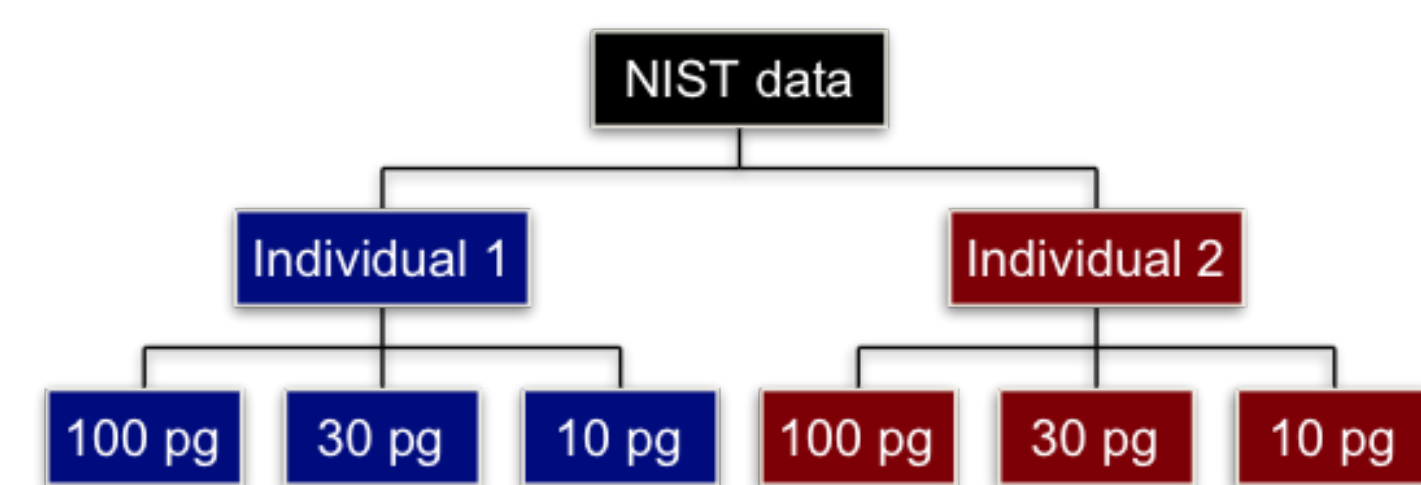 NIST data
Individual 1
Individual 2
100 pg
30 pg
10 pg
100 pg
30 pg
10 pg